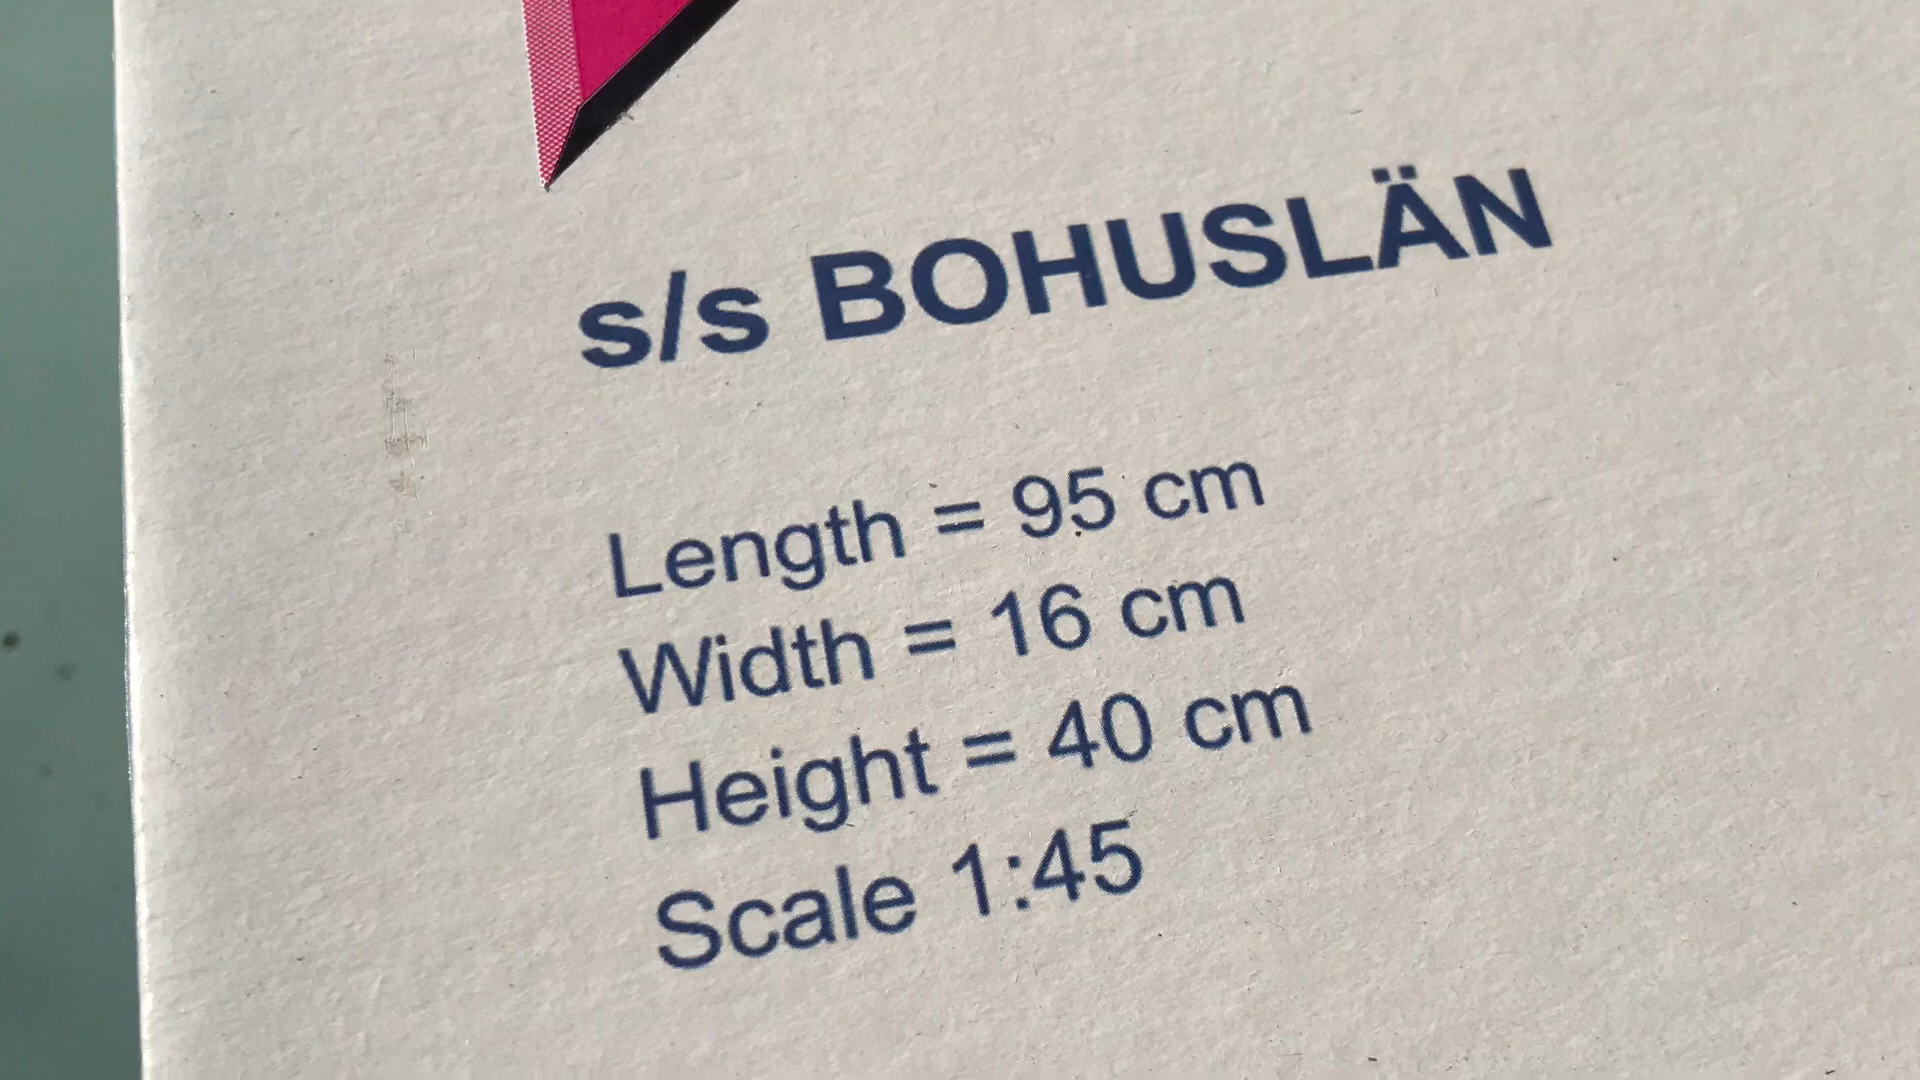 s/s BOHUSLÄN
Length = 95 cm
Width = 16 cm
Height = 40 cm
Scale 1:45